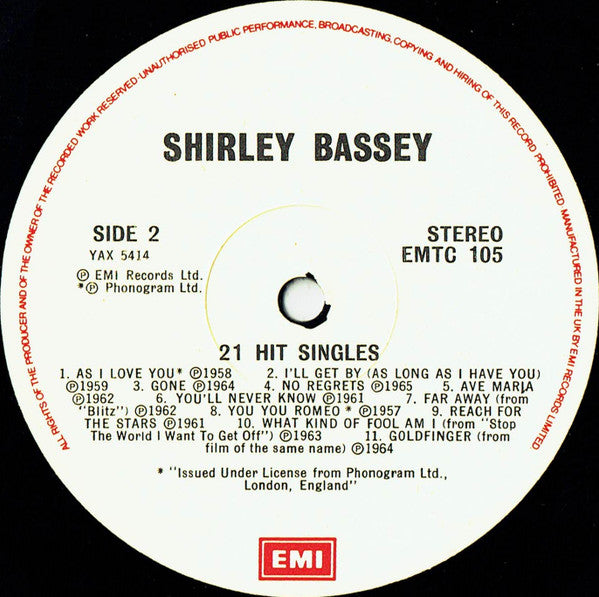 ALL RIGHTS OF THE PRODUCER AND OF THE OWNER OF THE RECORDED WORK RESERVED·UNAUTHORISED PUBLIC PERFORMANCE, BROADCASTING, COPYING AND HIRING OF THIS RECORD PROHIBITED MANUFACTURED IN THE UK BY EMI RECORDS LIMITED
SHIRLEY BASSEY
SIDE 2
YAX 5414
℗ EMI Records Ltd.
*℗ Phonogram Ltd.
STEREO
EMTC 105
21 HIT SINGLES
1. AS I LOVE YOU* ℗1958 2. I'LL GET BY (AS LONG AS I HAVE YOU)
℗1959 3. GONE ℗1964 4. NO REGRETS ℗1965 5. AVE MARIA
℗1962 6. YOU'LL NEVER KNOW ℗1961 7. FAR AWAY (from
"Blitz") ℗1962 8. YOU YOU ROMEO * ℗1957 9. REACH FOR
THE STARS ℗1961 10. WHAT KIND OF FOOL AM I (from "Stop
The World I Want To Get Off") ℗1963 11. GOLDFINGER (from
film of the same name) ℗1964
* "Issued Under License from Phonogram Ltd.,
London, England"
EMI